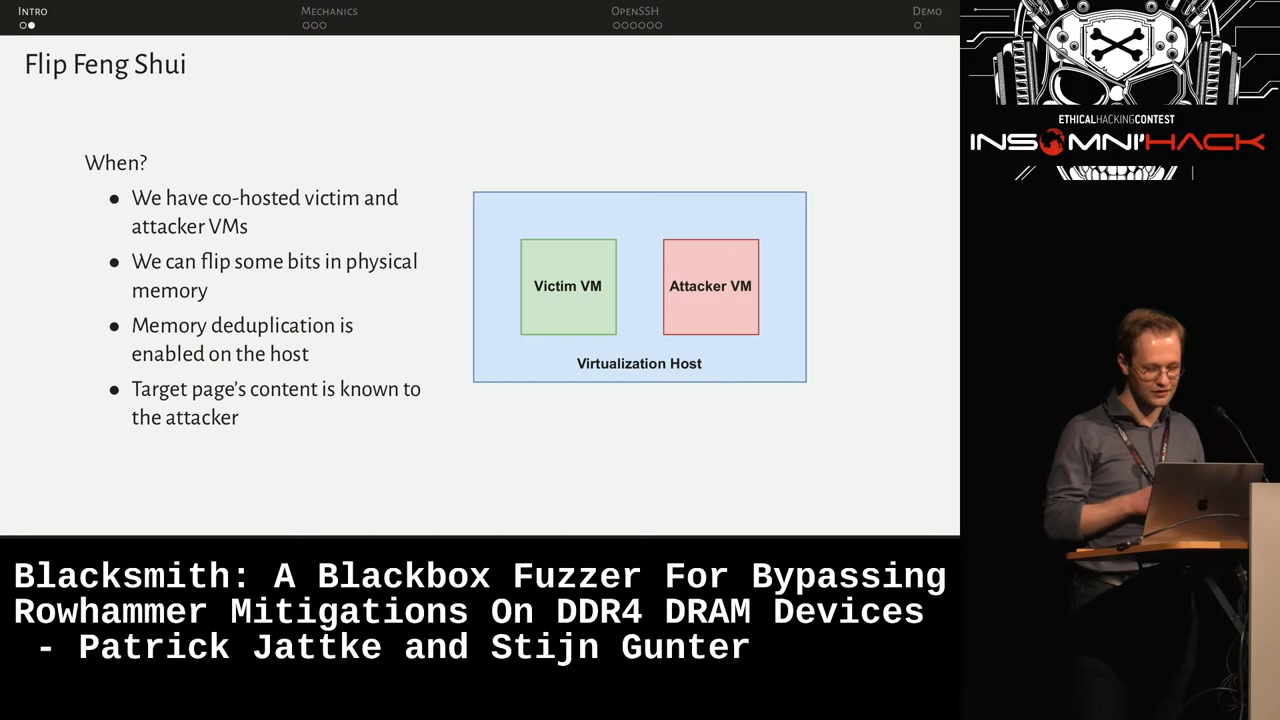 Intro
Mechanics
OpenSSH
Demo
Flip Feng Shui
When?
● We have co-hosted victim and
attacker VMs
● We can flip some bits in physical
memory
● Memory deduplication is
enabled on the host
● Target page's content is known to
the attacker
Victim VM
Attacker VM
Virtualization Host
ETHICALHACKINGCONTEST
INSOMNI'HACK
Blacksmith: A Blackbox Fuzzer For Bypassing
Rowhammer Mitigations On DDR4 DRAM Devices
- Patrick Jattke and Stijn Gunter